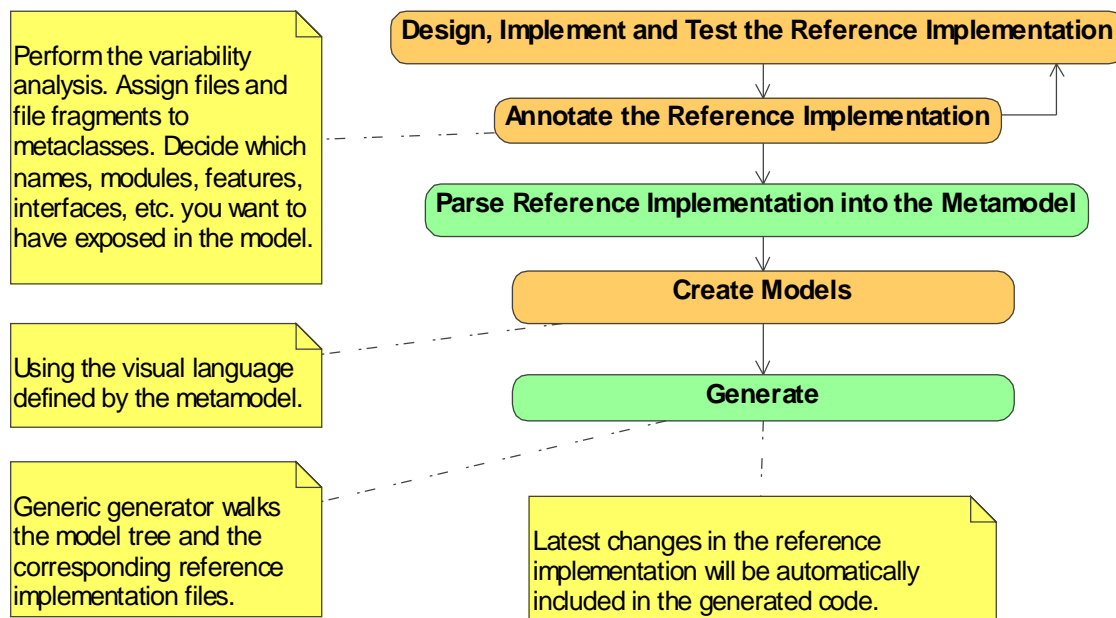 Design, Implement and Test the Reference Implementation
Perform the variability
analysis. Assign files and
file fragments to
metaclasses. Decide which
names, modules, features,
interfaces, etc. you want to
have exposed in the model.
Annotate the Reference Implementation
Parse Reference Implementation into the Metamodel
Create Models
Using the visual language
defined by the metamodel.
Generate
Generic generator walks
the model tree and the
corresponding reference
implementation files.
Latest changes in the reference
implementation will be automatically
included in the generated code.